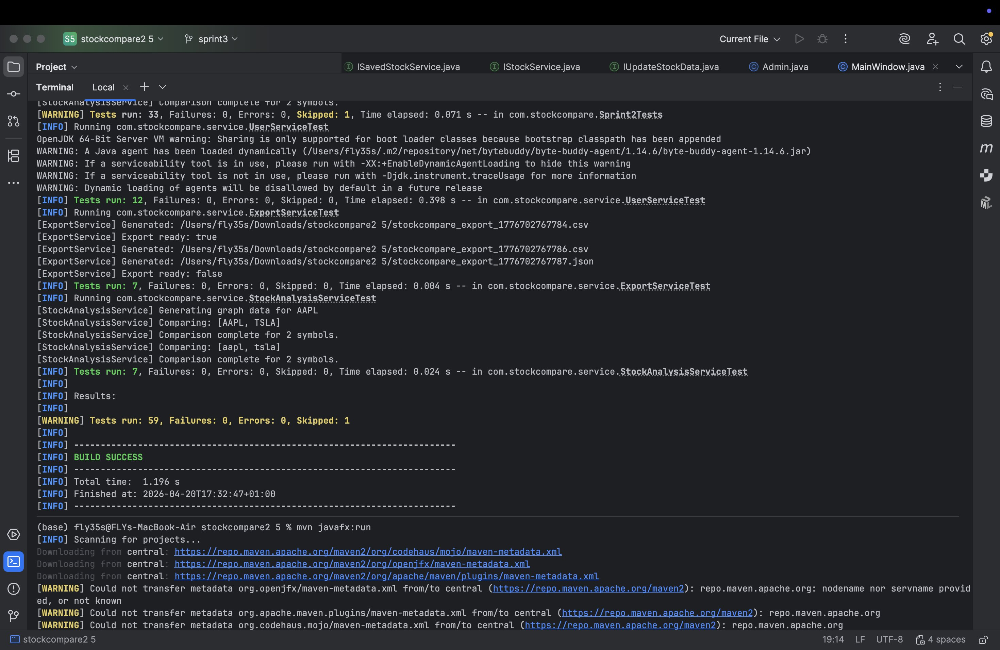 S5 stockcompare2 5 sprint3 Current File
Project ISavedStockService.java IStockService.java IUpdateStockData.java Admin.java MainWindow.java
Terminal Local
[StockAnalysisService] Comparison complete for 2 symbols.
[WARNING] Tests run: 33, Failures: 0, Errors: 0, Skipped: 1, Time elapsed: 0.071 s -- in com.stockcompare.Sprint2Tests
[INFO] Running com.stockcompare.service.UserServiceTest
OpenJDK 64-Bit Server VM warning: Sharing is only supported for boot loader classes because bootstrap classpath has been appended
WARNING: A Java agent has been loaded dynamically (/Users/fly35s/.m2/repository/net/bytebuddy/byte-buddy-agent/1.14.6/byte-buddy-agent-1.14.6.jar)
WARNING: If a serviceability tool is in use, please run with -XX:+EnableDynamicAgentLoading to hide this warning
WARNING: If a serviceability tool is not in use, please run with -Djdk.instrument.traceUsage for more information
WARNING: Dynamic loading of agents will be disallowed by default in a future release
[INFO] Tests run: 12, Failures: 0, Errors: 0, Skipped: 0, Time elapsed: 0.398 s -- in com.stockcompare.service.UserServiceTest
[INFO] Running com.stockcompare.service.ExportServiceTest
[ExportService] Generated: /Users/fly35s/Downloads/stockcompare2 5/stockcompare_export_1776702767784.csv
[ExportService] Export ready: true
[ExportService] Generated: /Users/fly35s/Downloads/stockcompare2 5/stockcompare_export_1776702767786.csv
[ExportService] Generated: /Users/fly35s/Downloads/stockcompare2 5/stockcompare_export_1776702767787.json
[ExportService] Export ready: false
[INFO] Tests run: 7, Failures: 0, Errors: 0, Skipped: 0, Time elapsed: 0.004 s -- in com.stockcompare.service.ExportServiceTest
[INFO] Running com.stockcompare.service.StockAnalysisServiceTest
[StockAnalysisService] Generating graph data for AAPL
[StockAnalysisService] Comparing: [AAPL, TSLA]
[StockAnalysisService] Comparison complete for 2 symbols.
[StockAnalysisService] Comparing: [aapl, tsla]
[StockAnalysisService] Comparison complete for 2 symbols.
[INFO] Tests run: 7, Failures: 0, Errors: 0, Skipped: 0, Time elapsed: 0.024 s -- in com.stockcompare.service.StockAnalysisServiceTest
[INFO]
[INFO] Results:
[INFO]
[WARNING] Tests run: 59, Failures: 0, Errors: 0, Skipped: 1
[INFO]
[INFO] ------------------------------------------------------------------------
[INFO] BUILD SUCCESS
[INFO] ------------------------------------------------------------------------
[INFO] Total time:  1.196 s
[INFO] Finished at: 2026-04-20T17:32:47+01:00
[INFO] ------------------------------------------------------------------------
(base) fly35s@FLYs-MacBook-Air stockcompare2 5 % mvn javafx:run
[INFO] Scanning for projects...
Downloading from central: https://repo.maven.apache.org/maven2/org/codehaus/mojo/maven-metadata.xml
Downloading from central: https://repo.maven.apache.org/maven2/org/openjfx/maven-metadata.xml
Downloading from central: https://repo.maven.apache.org/maven2/org/apache/maven/plugins/maven-metadata.xml
[WARNING] Could not transfer metadata org.openjfx/maven-metadata.xml from/to central (https://repo.maven.apache.org/maven2): repo.maven.apache.org: nodename nor servname provid
ed, or not known
[WARNING] Could not transfer metadata org.apache.maven.plugins/maven-metadata.xml from/to central (https://repo.maven.apache.org/maven2): repo.maven.apache.org
[WARNING] Could not transfer metadata org.codehaus.mojo/maven-metadata.xml from/to central (https://repo.maven.apache.org/maven2): repo.maven.apache.org
stockcompare2 5 19:14 LF UTF-8 4 spaces